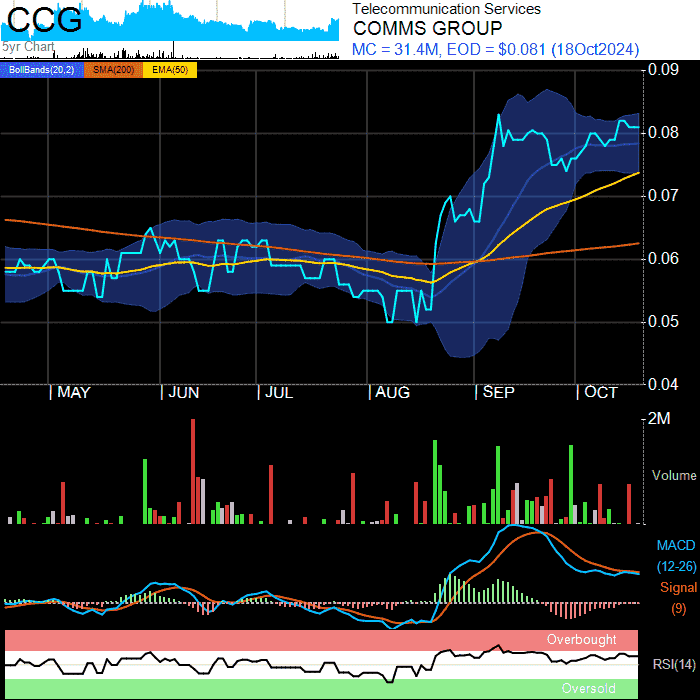 CCG
5yr Chart
Telecommunication Services
COMMS GROUP
MC = 31.4M, EOD = $0.081 (18Oct2024)
BollBands(20,2) SMA(200) EMA(50)
0.09
0.08
0.07
0.06
0.05
0.04
MAY JUN JUL AUG SEP OCT
2M
Volume
MACD
(12-26)
Signal
(9)
Overbought
RSI(14)
Oversold